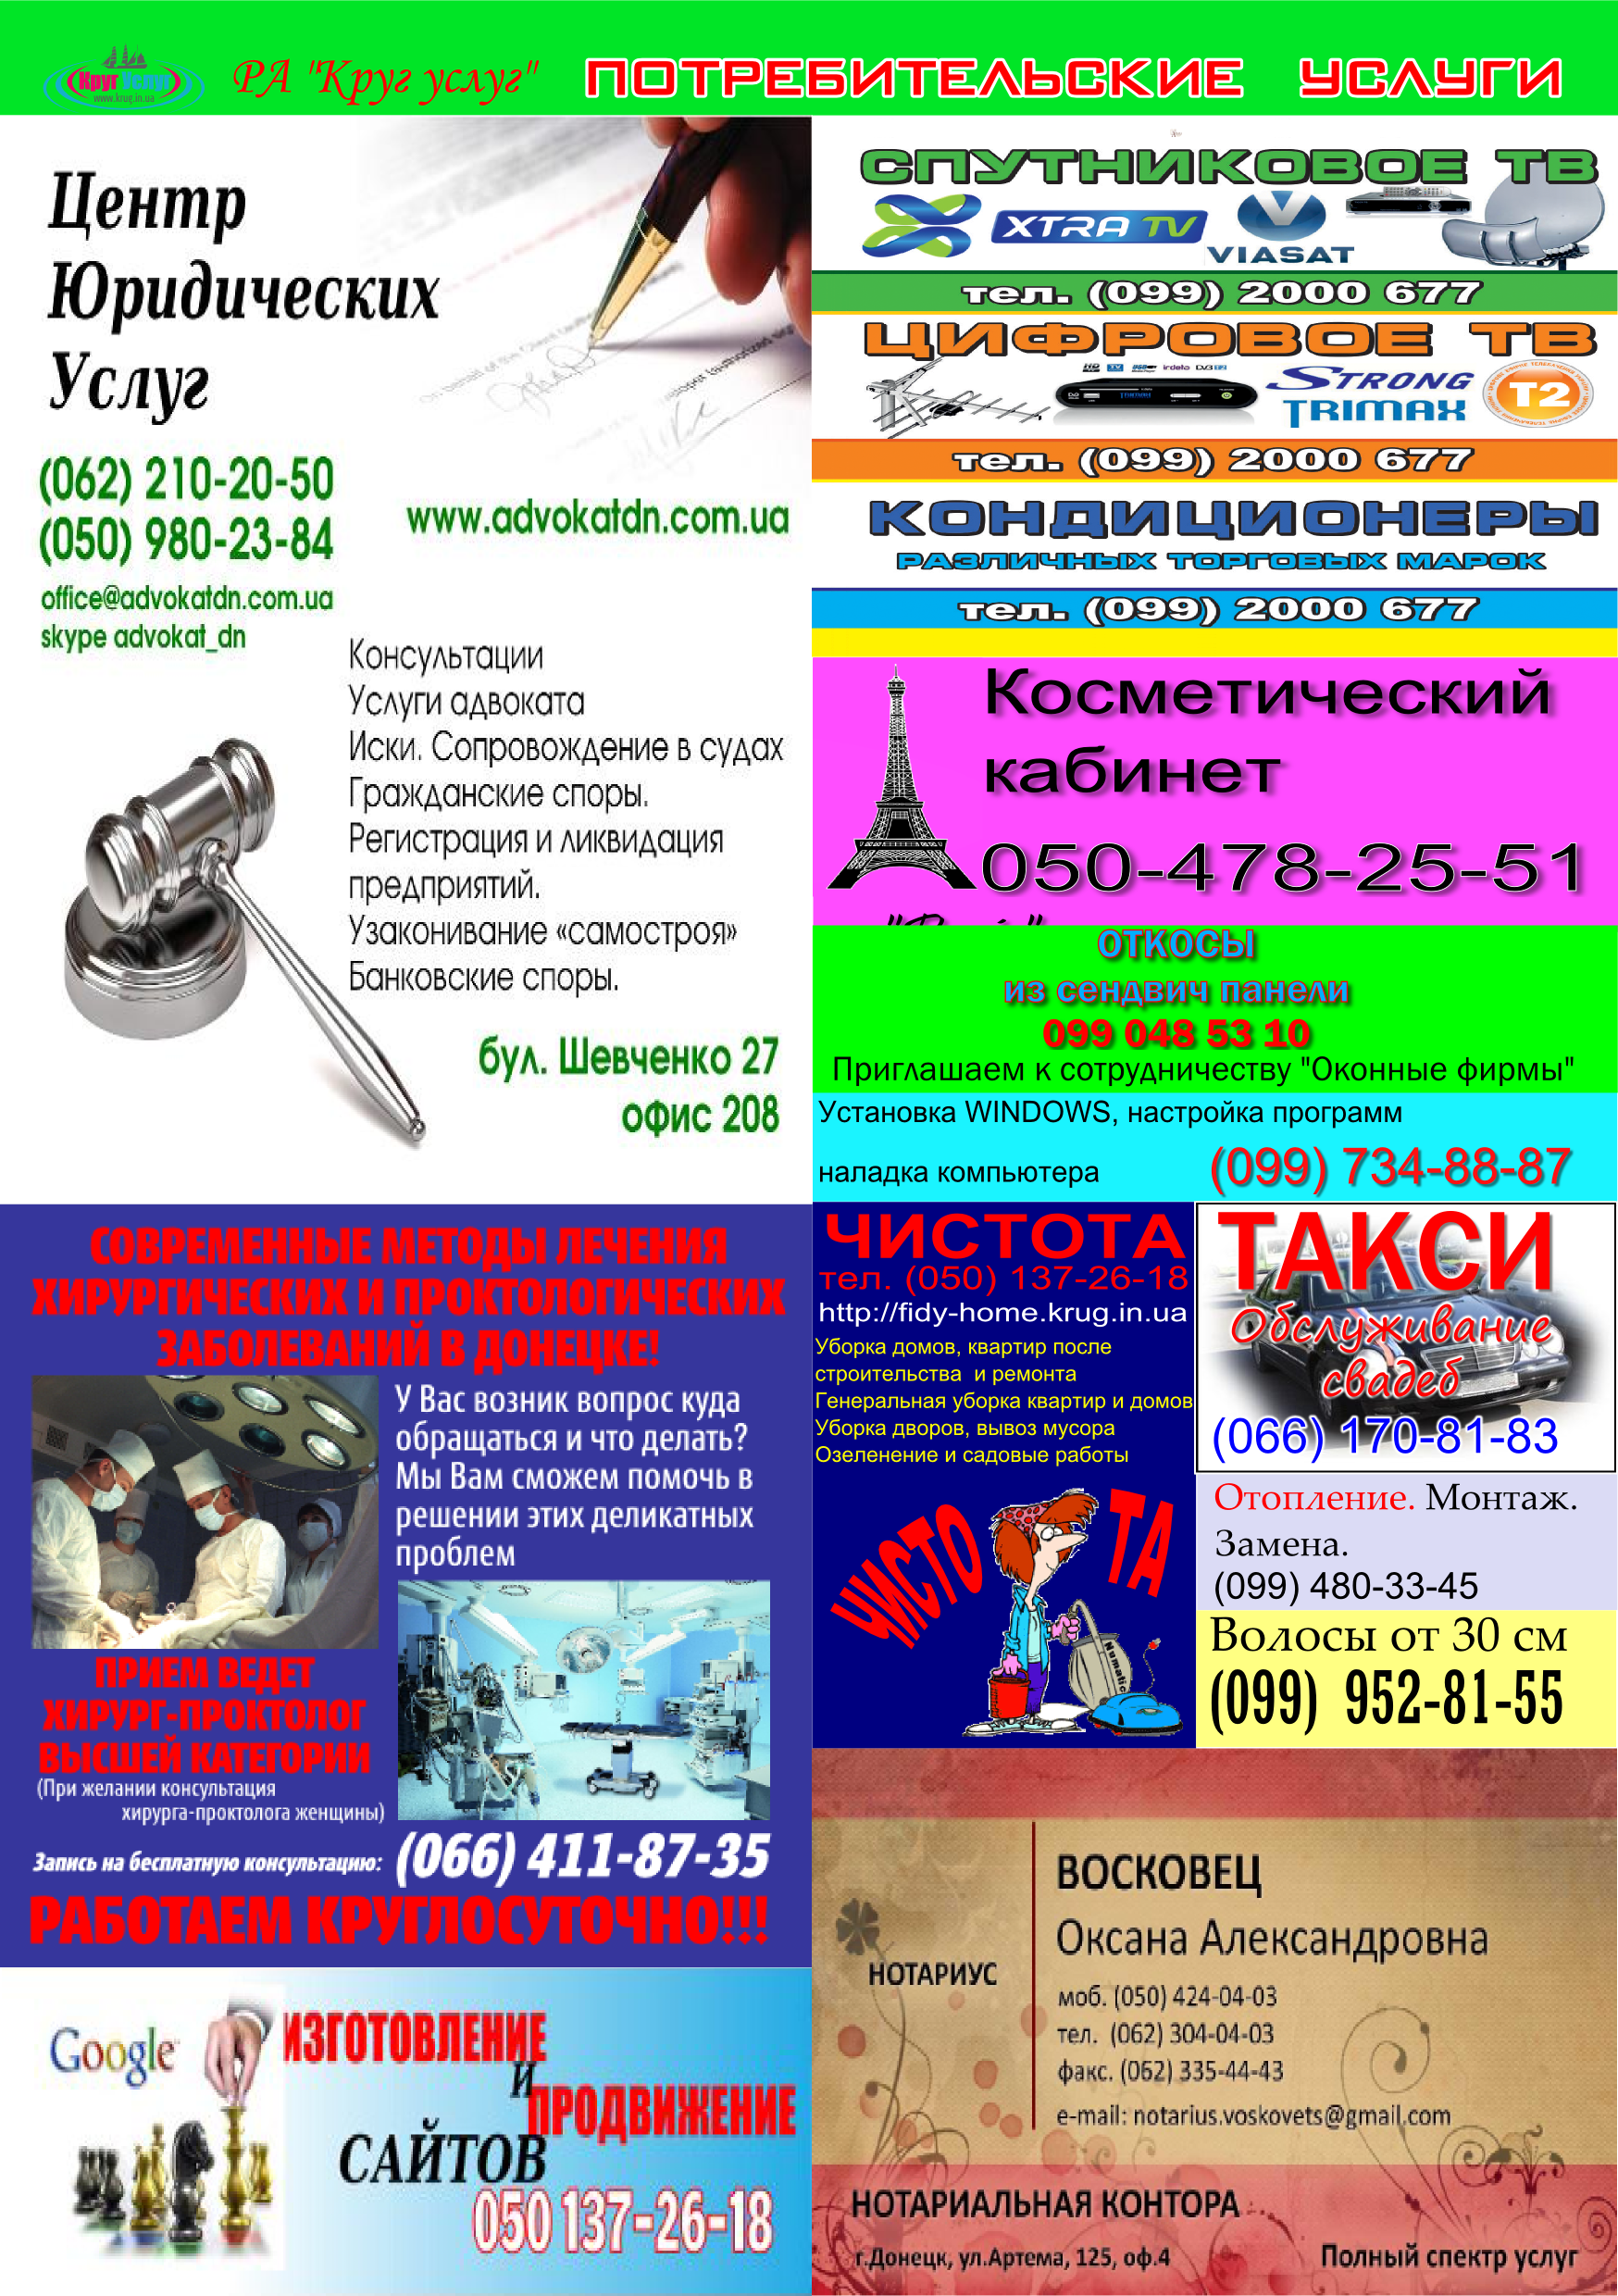 Круг Услуг
www.krug.in.ua
РА "Круг услуг"
ПОТРЕБИТЕЛЬСКИЕ УСЛУГИ
Центр
Юридических
Услуг
(062) 210-20-50
(050) 980-23-84
www.advokatdn.com.ua
office@advokatdn.com.ua
skype advokat_dn
Консультации
Услуги адвоката
Иски. Сопровождение в судах
Гражданские споры.
Регистрация и ликвидация
предприятий.
Узаконивание «самостроя»
Банковские споры.
бул. Шевченко 27
офис 208
СОВРЕМЕННЫЕ МЕТОДЫ ЛЕЧЕНИЯ
ХИРУРГИЧЕСКИХ И ПРОКТОЛОГИЧЕСКИХ
ЗАБОЛЕВАНИЙ В ДОНЕЦКЕ!
У Вас возник вопрос куда
обращаться и что делать?
Мы Вам сможем помочь в
решении этих деликатных
проблем
ПРИЕМ ВЕДЕТ
ХИРУРГ-ПРОКТОЛОГ
ВЫСШЕЙ КАТЕГОРИИ
(При желании консультация
хирурга-проктолога женщины)
Запись на бесплатную консультацию: (066) 411-87-35
РАБОТАЕМ КРУГЛОСУТОЧНО!!!
Google
ИЗГОТОВЛЕНИЕ
и
ПРОДВИЖЕНИЕ
САЙТОВ
050 137-26-18
СПУТНИКОВОЕ ТВ
XTRA TV
VIASAT
тел. (099) 2000 677
ЦИФРОВОЕ ТВ
STRONG
TRIMAX
T2
тел. (099) 2000 677
КОНДИЦИОНЕРЫ
РАЗЛИЧНЫХ ТОРГОВЫХ МАРОК
тел. (099) 2000 677
Косметический
кабинет
050-478-25-51
ОТКОСЫ
из сендвич панели
099 048 53 10
Приглашаем к сотрудничеству "Оконные фирмы"
Установка WINDOWS, настройка программ
наладка компьютера (099) 734-88-87
ЧИСТОТА
тел. (050) 137-26-18
http://fidy-home.krug.in.ua
Уборка домов, квартир после
строительства и ремонта
Генеральная уборка квартир и домов
Уборка дворов, вывоз мусора
Озеленение и садовые работы
ЧИСТО ТА
Numatic
ТАКСИ
Обслуживание
свадеб
(066) 170-81-83
Отопление. Монтаж.
Замена.
(099) 480-33-45
Волосы от 30 см
(099) 952-81-55
НОТАРИУС
ВОСКОВЕЦ
Оксана Александровна
моб. (050) 424-04-03
тел. (062) 304-04-03
факс. (062) 335-44-43
e-mail: notarius.voskovets@gmail.com
НОТАРИАЛЬНАЯ КОНТОРА
г.Донецк, ул.Артема, 125, оф.4
Полный спектр услуг